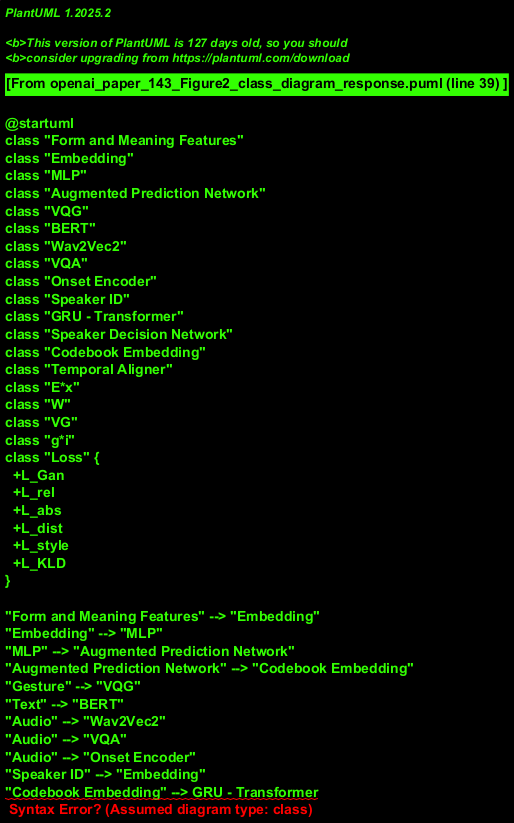 PlantUML 1.2025.2
<b>This version of PlantUML is 127 days old, so you should
<b>consider upgrading from https://plantuml.com/download
[From openai_paper_143_Figure2_class_diagram_response.puml (line 39) ]
@startuml
class "Form and Meaning Features"
class "Embedding"
class "MLP"
class "Augmented Prediction Network"
class "VQG"
class "BERT"
class "Wav2Vec2"
class "VQA"
class "Onset Encoder"
class "Speaker ID"
class "GRU - Transformer"
class "Speaker Decision Network"
class "Codebook Embedding"
class "Temporal Aligner"
class "E*x"
class "W"
class "VG"
class "g*i"
class "Loss" {
+L_Gan
+L_rel
+L_abs
+L_dist
+L_style
+L_KLD
}
"Form and Meaning Features" --> "Embedding"
"Embedding" --> "MLP"
"MLP" --> "Augmented Prediction Network"
"Augmented Prediction Network" --> "Codebook Embedding"
"Gesture" --> "VQG"
"Text" --> "BERT"
"Audio" --> "Wav2Vec2"
"Audio" --> "VQA"
"Audio" --> "Onset Encoder"
"Speaker ID" --> "Embedding"
"Codebook Embedding" --> GRU - Transformer
Syntax Error? (Assumed diagram type: class)